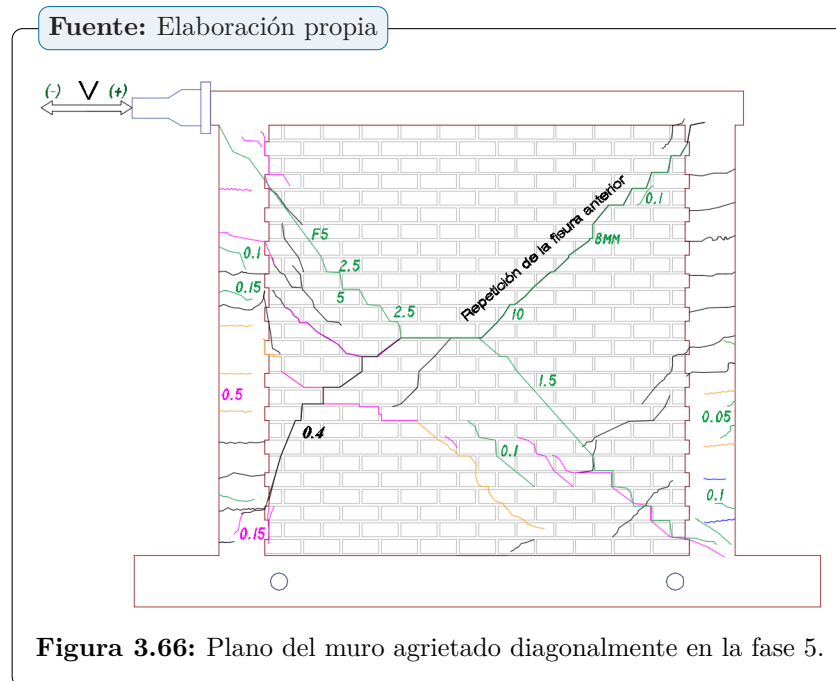 Fuente: Elaboración propia
(-) V (+)
F5
2.5
5
2.5
Repetición de la fisura anterior
8MM
10
0.1
0.1
0.15
0.5
0.4
0.15
1.5
0.1
0.05
0.1
Figura 3.66: Plano del muro agrietado diagonalmente en la fase 5.